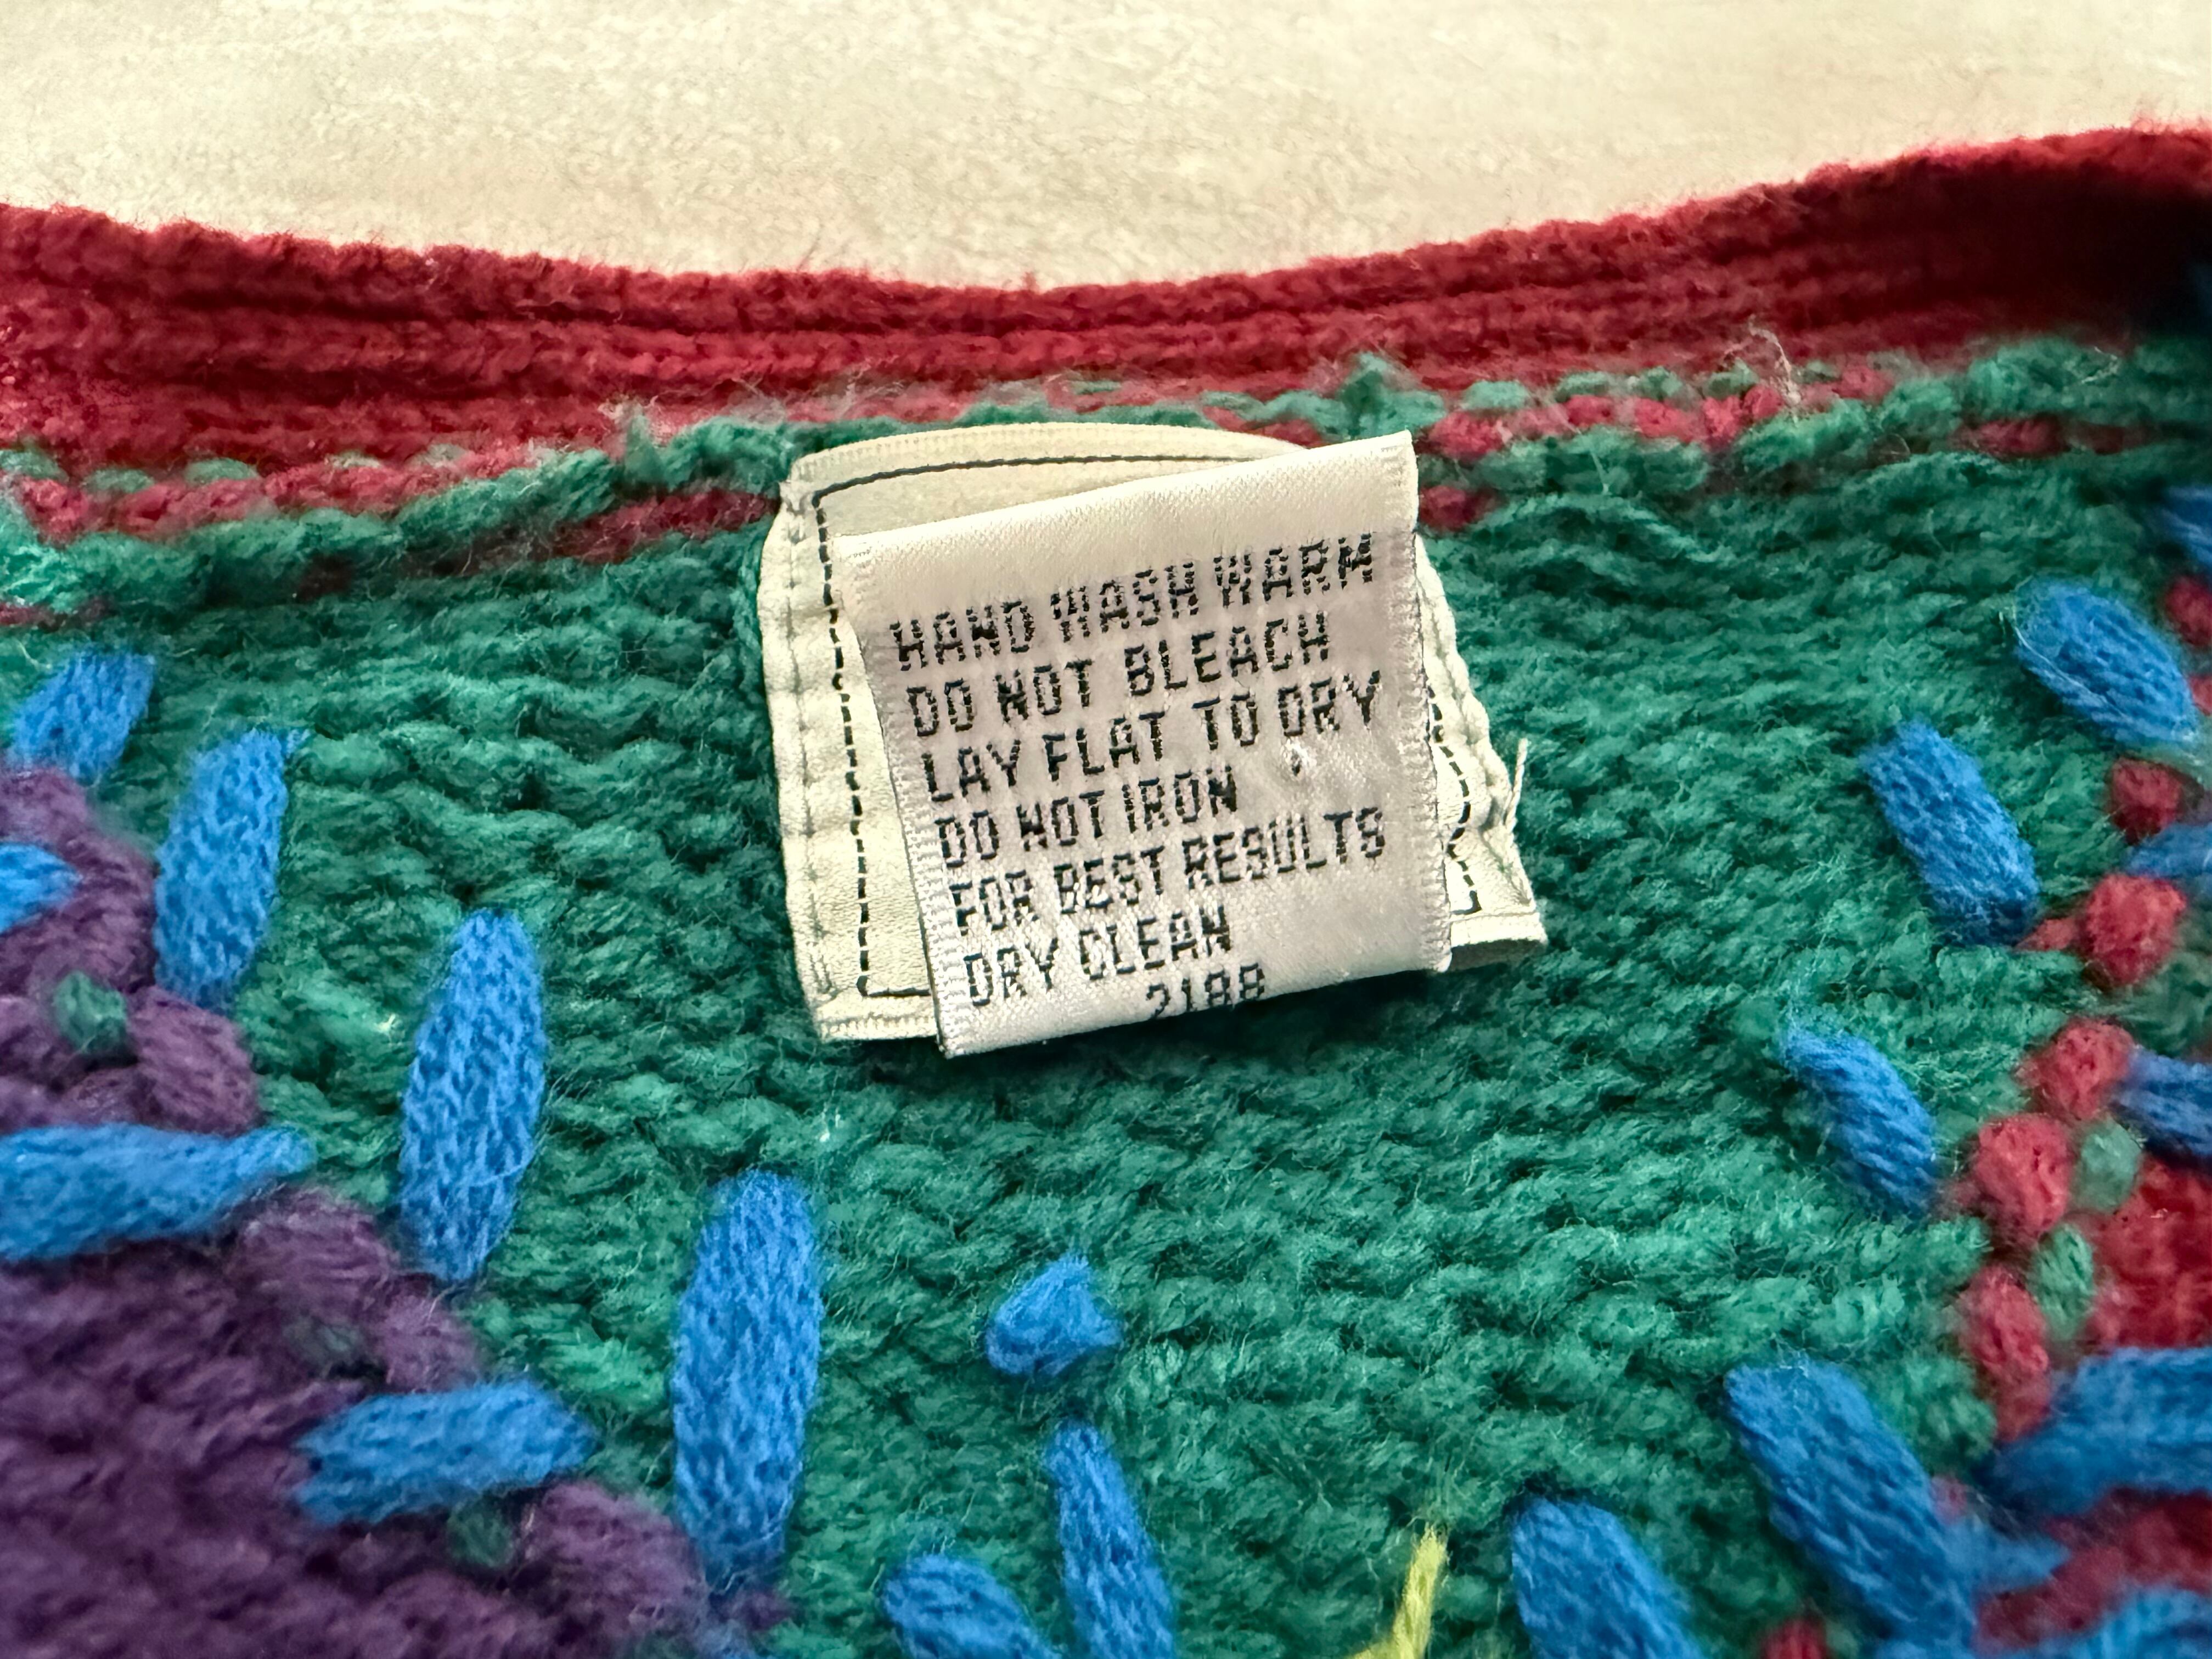 HAND WASH WARM
DO NOT BLEACH
LAY FLAT TO DRY
DO NOT IRON
FOR BEST RESULTS
DRY CLEAN
2188